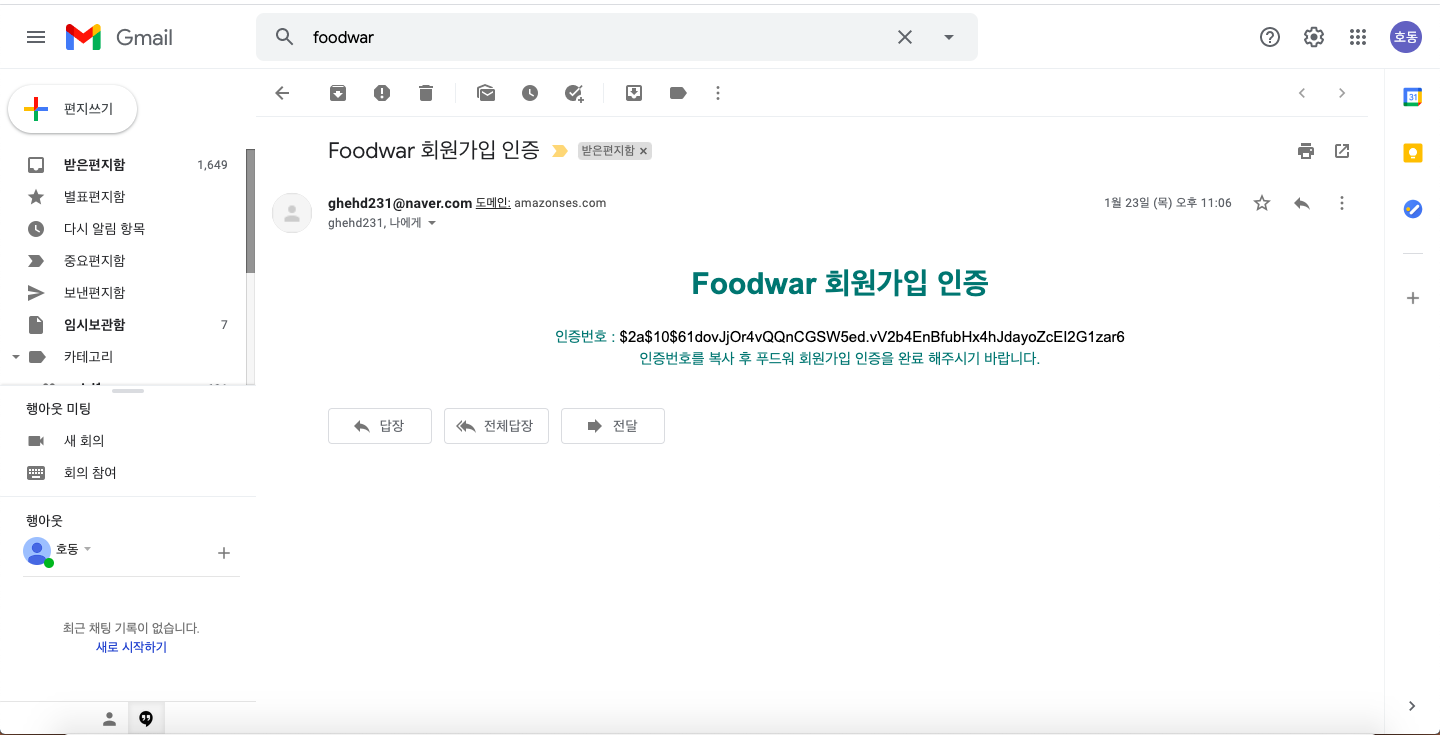 Gmail
foodwar
호동
편지쓰기
받은편지함 1,649
별표편지함
다시 알림 항목
중요편지함
보낸편지함
임시보관함 7
카테고리
행아웃 미팅
새 회의
회의 참여
행아웃
호동
최근 채팅 기록이 없습니다.
새로 시작하기
Foodwar 회원가입 인증 받은편지함 ×
ghehd231@naver.com 도메인: amazonses.com 1월 23일 (목) 오후 11:06
ghehd231, 나에게
Foodwar 회원가입 인증
인증번호 : $2a$10$61dovJjOr4vQQnCGSW5ed.vV2b4EnBfubHx4hJdayoZcEI2G1zar6
인증번호를 복사 후 푸드워 회원가입 인증을 완료 해주시기 바랍니다.
답장 전체답장 전달
31